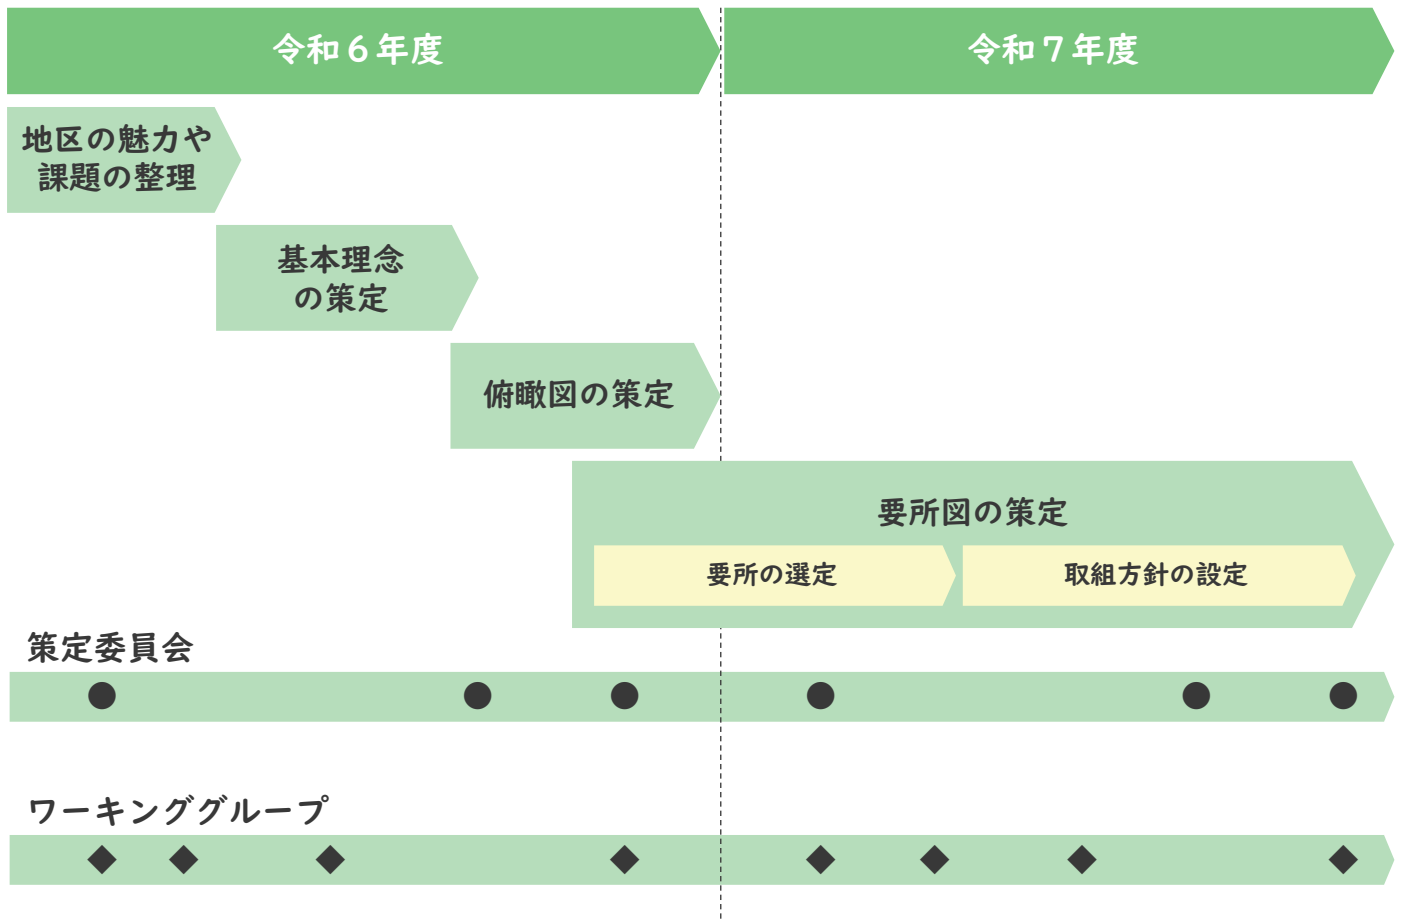 令和６年度
令和７年度
地区の魅力や
課題の整理
基本理念
の策定
俯瞰図の策定
要所図の策定
要所の選定
取組方針の設定
策定委員会
ワーキンググループ